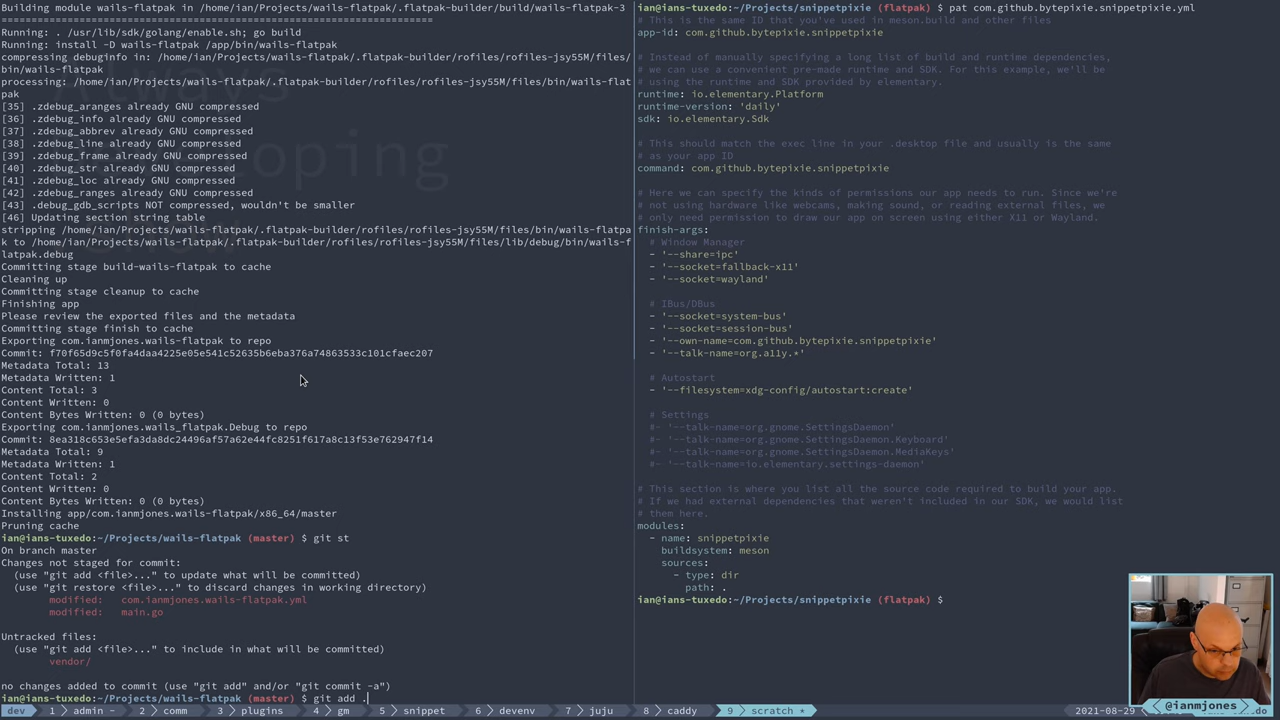 Building module wails-flatpak in /home/ian/Projects/wails-flatpak/.flatpak-builder/build/wails-flatpak-3
========================================================================
Running: . /usr/lib/sdk/golang/enable.sh; go build
Running: install -D wails-flatpak /app/bin/wails-flatpak
compressing debuginfo in: /home/ian/Projects/wails-flatpak/.flatpak-builder/rofiles/rofiles-jsy55M/files/
bin/wails-flatpak
processing: /home/ian/Projects/wails-flatpak/.flatpak-builder/rofiles/rofiles-jsy55M/files/bin/wails-flat
pak
[35] .zdebug_aranges already GNU compressed
[36] .zdebug_info already GNU compressed
[37] .zdebug_abbrev already GNU compressed
[38] .zdebug_line already GNU compressed
[39] .zdebug_frame already GNU compressed
[40] .zdebug_str already GNU compressed
[41] .zdebug_loc already GNU compressed
[42] .zdebug_ranges already GNU compressed
[43] .debug_gdb_scripts NOT compressed, wouldn't be smaller
[46] Updating section string table
stripping /home/ian/Projects/wails-flatpak/.flatpak-builder/rofiles/rofiles-jsy55M/files/bin/wails-flatpa
k to /home/ian/Projects/wails-flatpak/.flatpak-builder/rofiles/rofiles-jsy55M/files/lib/debug/bin/wails-f
latpak.debug
Committing stage build-wails-flatpak to cache
Cleaning up
Committing stage cleanup to cache
Finishing app
Please review the exported files and the metadata
Committing stage finish to cache
Exporting com.ianmjones.wails-flatpak to repo
Commit: f70f65d9c5f0fa4daa4225e05e541c52635b6eba376a74863533c101cfaec207
Metadata Total: 13
Metadata Written: 1
Content Total: 3
Content Written: 0
Content Bytes Written: 0 (0 bytes)
Exporting com.ianmjones.wails_flatpak.Debug to repo
Commit: 8ea318c653e5efa3da8dc24496af57a62e44fc8251f617a8c13f53e762947f14
Metadata Total: 9
Metadata Written: 1
Content Total: 2
Content Written: 0
Content Bytes Written: 0 (0 bytes)
Installing app/com.ianmjones.wails-flatpak/x86_64/master
Pruning cache
ian@ians-tuxedo:~/Projects/wails-flatpak (master) $ git st
On branch master
Changes not staged for commit:
  (use "git add <file>..." to update what will be committed)
  (use "git restore <file>..." to discard changes in working directory)
        modified:   com.ianmjones.wails-flatpak.yml
        modified:   main.go

Untracked files:
  (use "git add <file>..." to include in what will be committed)
        vendor/

no changes added to commit (use "git add" and/or "git commit -a")
ian@ians-tuxedo:~/Projects/wails-flatpak (master) $ git add .
ian@ians-tuxedo:~/Projects/snippetpixie (flatpak) $ pat com.github.bytepixie.snippetpixie.yml
# This is the same ID that you've used in meson.build and other files
app-id: com.github.bytepixie.snippetpixie

# Instead of manually specifying a long list of build and runtime dependencies,
# we can use a convenient pre-made runtime and SDK. For this example, we'll be
# using the runtime and SDK provided by elementary.
runtime: io.elementary.Platform
runtime-version: 'daily'
sdk: io.elementary.Sdk

# This should match the exec line in your .desktop file and usually is the same
# as your app ID
command: com.github.bytepixie.snippetpixie

# Here we can specify the kinds of permissions our app needs to run. Since we're
# not using hardware like webcams, making sound, or reading external files, we
# only need permission to draw our app on screen using either X11 or Wayland.
finish-args:
  # Window Manager
  - '--share=ipc'
  - '--socket=fallback-x11'
  - '--socket=wayland'

  # IBus/DBus
  - '--socket=system-bus'
  - '--socket=session-bus'
  - '--own-name=com.github.bytepixie.snippetpixie'
  - '--talk-name=org.a11y.*'

  # Autostart
  - '--filesystem=xdg-config/autostart:create'

  # Settings
  #- '--talk-name=org.gnome.SettingsDaemon'
  #- '--talk-name=org.gnome.SettingsDaemon.Keyboard'
  #- '--talk-name=org.gnome.SettingsDaemon.MediaKeys'
  #- '--talk-name=io.elementary.settings-daemon'

# This section is where you list all the source code required to build your app.
# If we had external dependencies that weren't included in our SDK, we would list
# them here.
modules:
  - name: snippetpixie
    buildsystem: meson
    sources:
      - type: dir
        path: .
ian@ians-tuxedo:~/Projects/snippetpixie (flatpak) $
dev 1 admin - 2 comm 3 plugins 4 gm 5 snippet 6 devenv 7 juju 8 caddy 9 scratch * 2021-08-29
@ianmjones